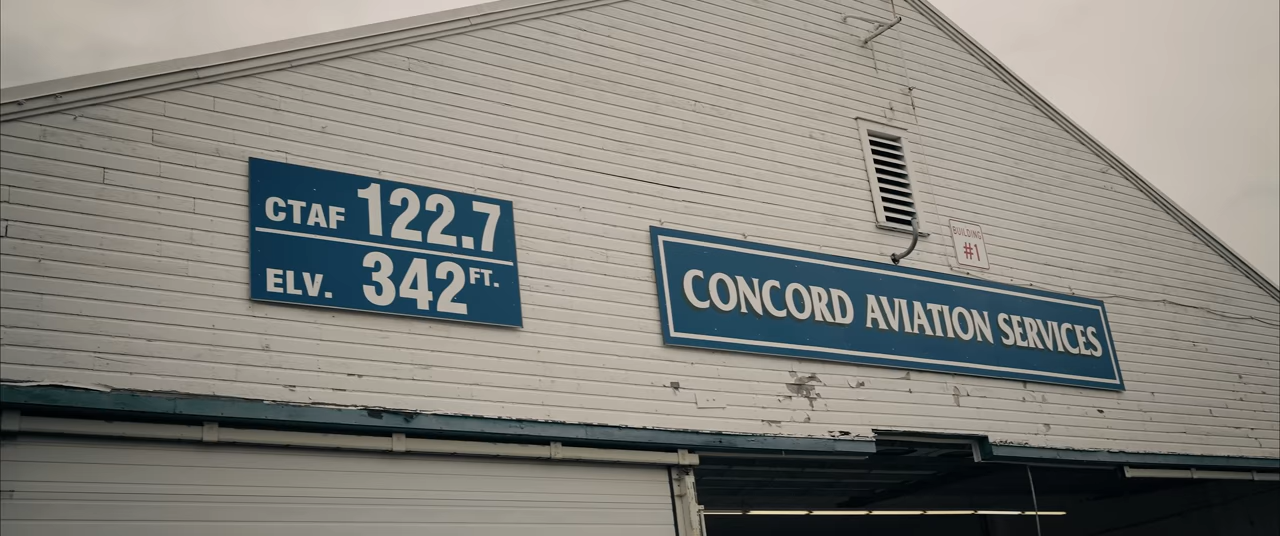 CTAF 122.7
ELV. 342 FT.
BUILDING
#1
CONCORD AVIATION SERVICES